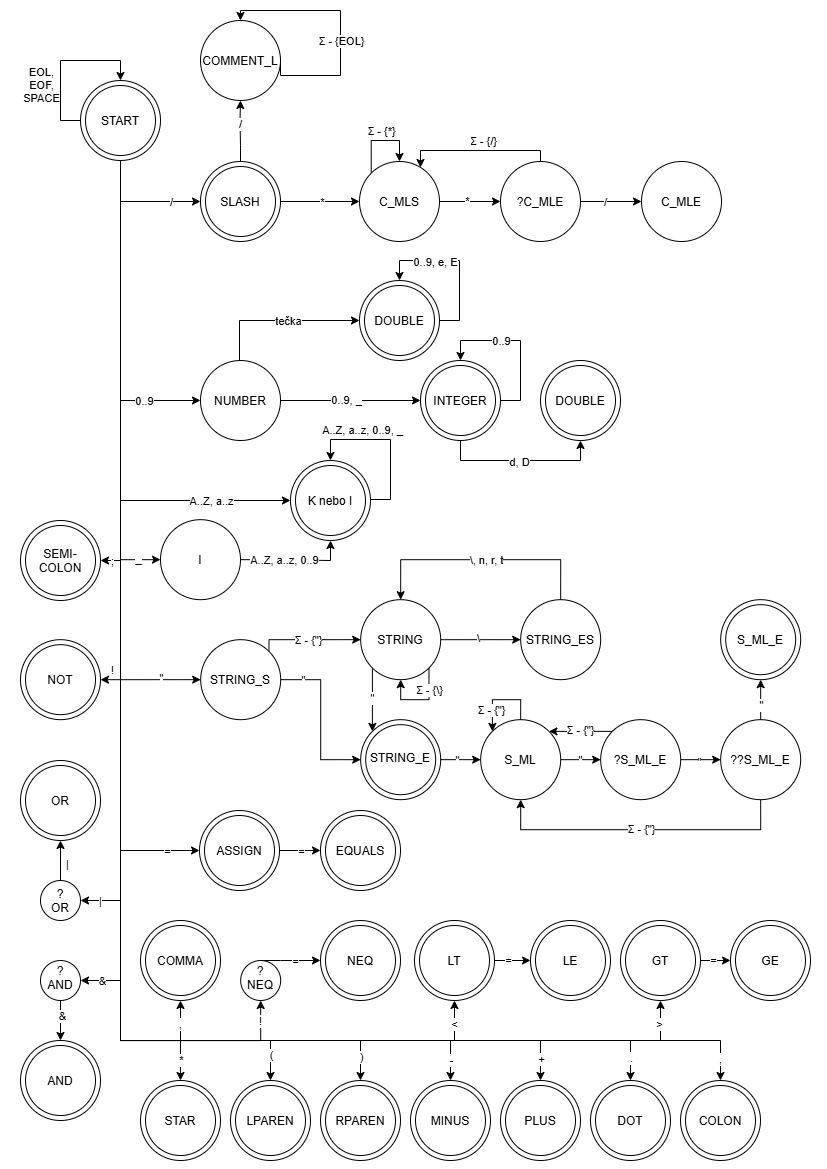 Σ - {EOL}
COMMENT_L
EOL,
EOF,
SPACE
START
/
Σ - {*}
Σ - {/}
/
SLASH
*
C_MLS
*
?C_MLE
/
C_MLE
0..9, e, E
tečka
DOUBLE
0..9
0..9
NUMBER
0..9, _
INTEGER
DOUBLE
A..Z, a..z, 0..9, _
d, D
A..Z, a..z
K nebo I
SEMI-
COLON
;
_
I
A..Z, a..z, 0..9
\, n, r, t
Σ - {"}
STRING
\
STRING_ES
S_ML_E
NOT
!
"
STRING_S
"
Σ - {\}
"
Σ - {"}
"
Σ - {"}
STRING_E
"
S_ML
"
?S_ML_E
"
??S_ML_E
OR
Σ - {"}
|
=
ASSIGN
=
EQUALS
?
OR
|
COMMA
?
NEQ
=
NEQ
LT
=
LE
GT
=
GE
?
AND
&
&
,
!
<
>
*
(
)
-
+
.
AND
STAR
LPAREN
RPAREN
MINUS
PLUS
DOT
COLON